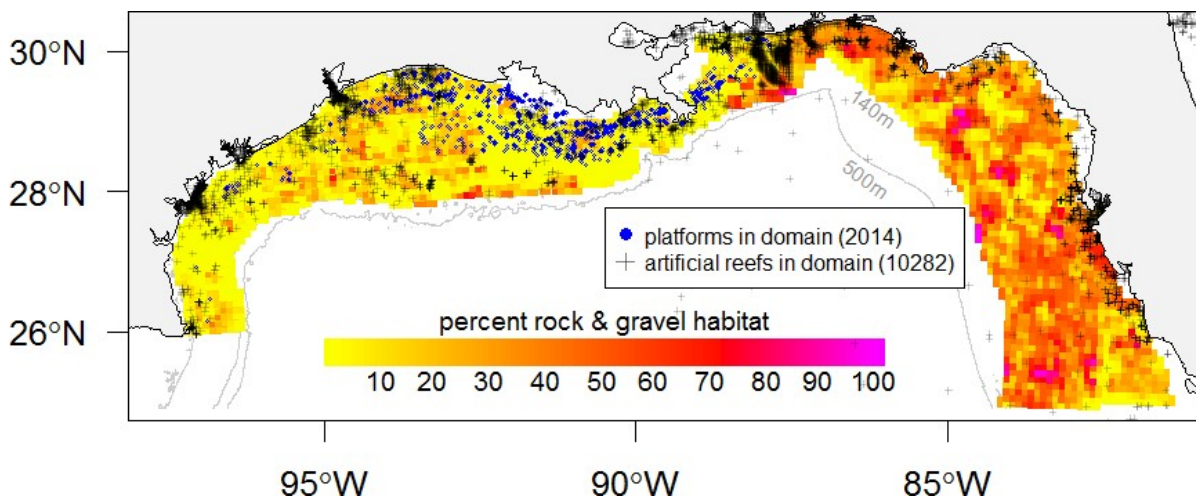 30°N
28°N
26°N
140m
500m
platforms in domain (2014)
artificial reefs in domain (10282)
percent rock & gravel habitat
10 20 30 40 50 60 70 80 90 100
95°W 90°W 85°W